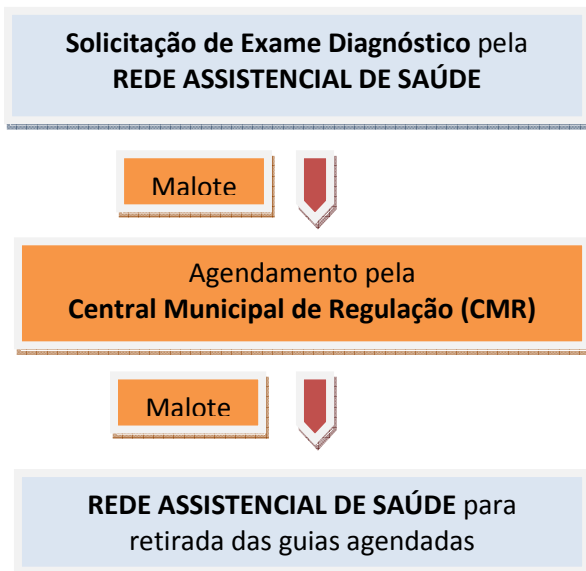 Solicitação de Exame Diagnóstico pela
REDE ASSISTENCIAL DE SAÚDE
Malote
Agendamento pela
Central Municipal de Regulação (CMR)
Malote
REDE ASSISTENCIAL DE SAÚDE para
retirada das guias agendadas